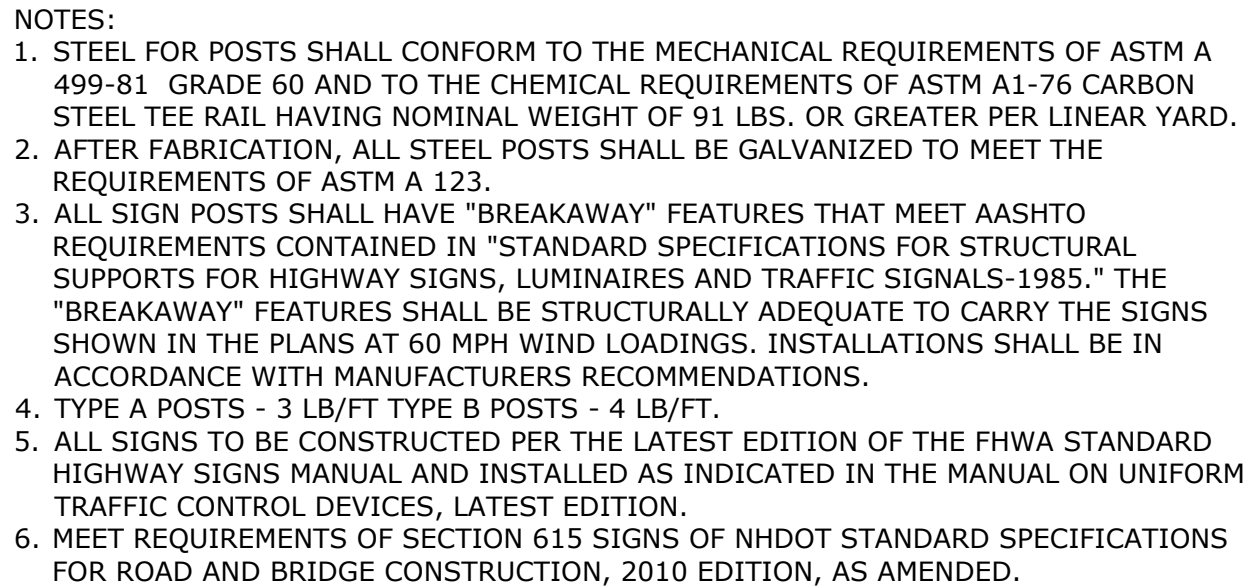 NOTES:
1. STEEL FOR POSTS SHALL CONFORM TO THE MECHANICAL REQUIREMENTS OF ASTM A
499-81 GRADE 60 AND TO THE CHEMICAL REQUIREMENTS OF ASTM A1-76 CARBON
STEEL TEE RAIL HAVING NOMINAL WEIGHT OF 91 LBS. OR GREATER PER LINEAR YARD.
2. AFTER FABRICATION, ALL STEEL POSTS SHALL BE GALVANIZED TO MEET THE
REQUIREMENTS OF ASTM A 123.
3. ALL SIGN POSTS SHALL HAVE "BREAKAWAY" FEATURES THAT MEET AASHTO
REQUIREMENTS CONTAINED IN "STANDARD SPECIFICATIONS FOR STRUCTURAL
SUPPORTS FOR HIGHWAY SIGNS, LUMINAIRES AND TRAFFIC SIGNALS-1985." THE
"BREAKAWAY" FEATURES SHALL BE STRUCTURALLY ADEQUATE TO CARRY THE SIGNS
SHOWN IN THE PLANS AT 60 MPH WIND LOADINGS. INSTALLATIONS SHALL BE IN
ACCORDANCE WITH MANUFACTURERS RECOMMENDATIONS.
4. TYPE A POSTS - 3 LB/FT TYPE B POSTS - 4 LB/FT.
5. ALL SIGNS TO BE CONSTRUCTED PER THE LATEST EDITION OF THE FHWA STANDARD
HIGHWAY SIGNS MANUAL AND INSTALLED AS INDICATED IN THE MANUAL ON UNIFORM
TRAFFIC CONTROL DEVICES, LATEST EDITION.
6. MEET REQUIREMENTS OF SECTION 615 SIGNS OF NHDOT STANDARD SPECIFICATIONS
FOR ROAD AND BRIDGE CONSTRUCTION, 2010 EDITION, AS AMENDED.